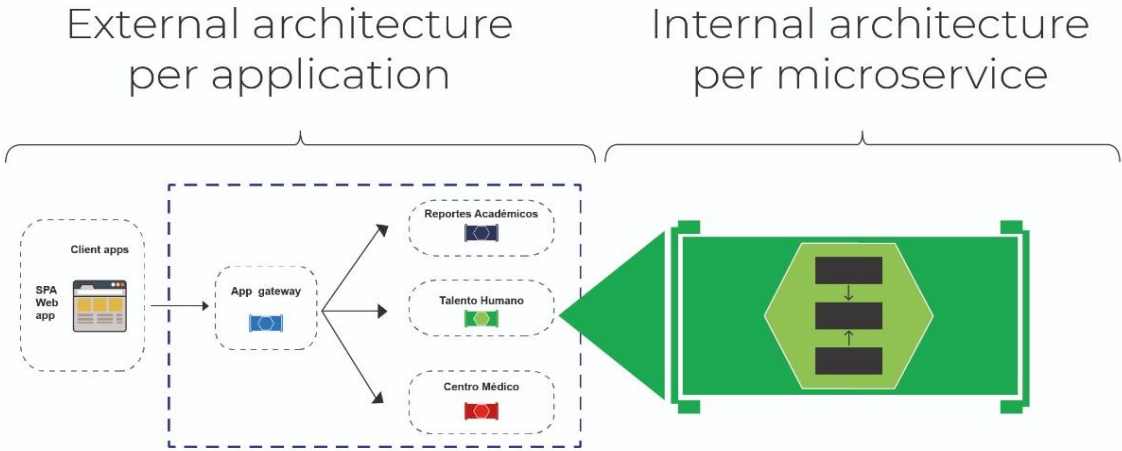 External architecture
per application
Internal architecture
per microservice
Client apps
SPA
Web
app
App gateway
Reportes Académicos
Talento Humano
Centro Médico